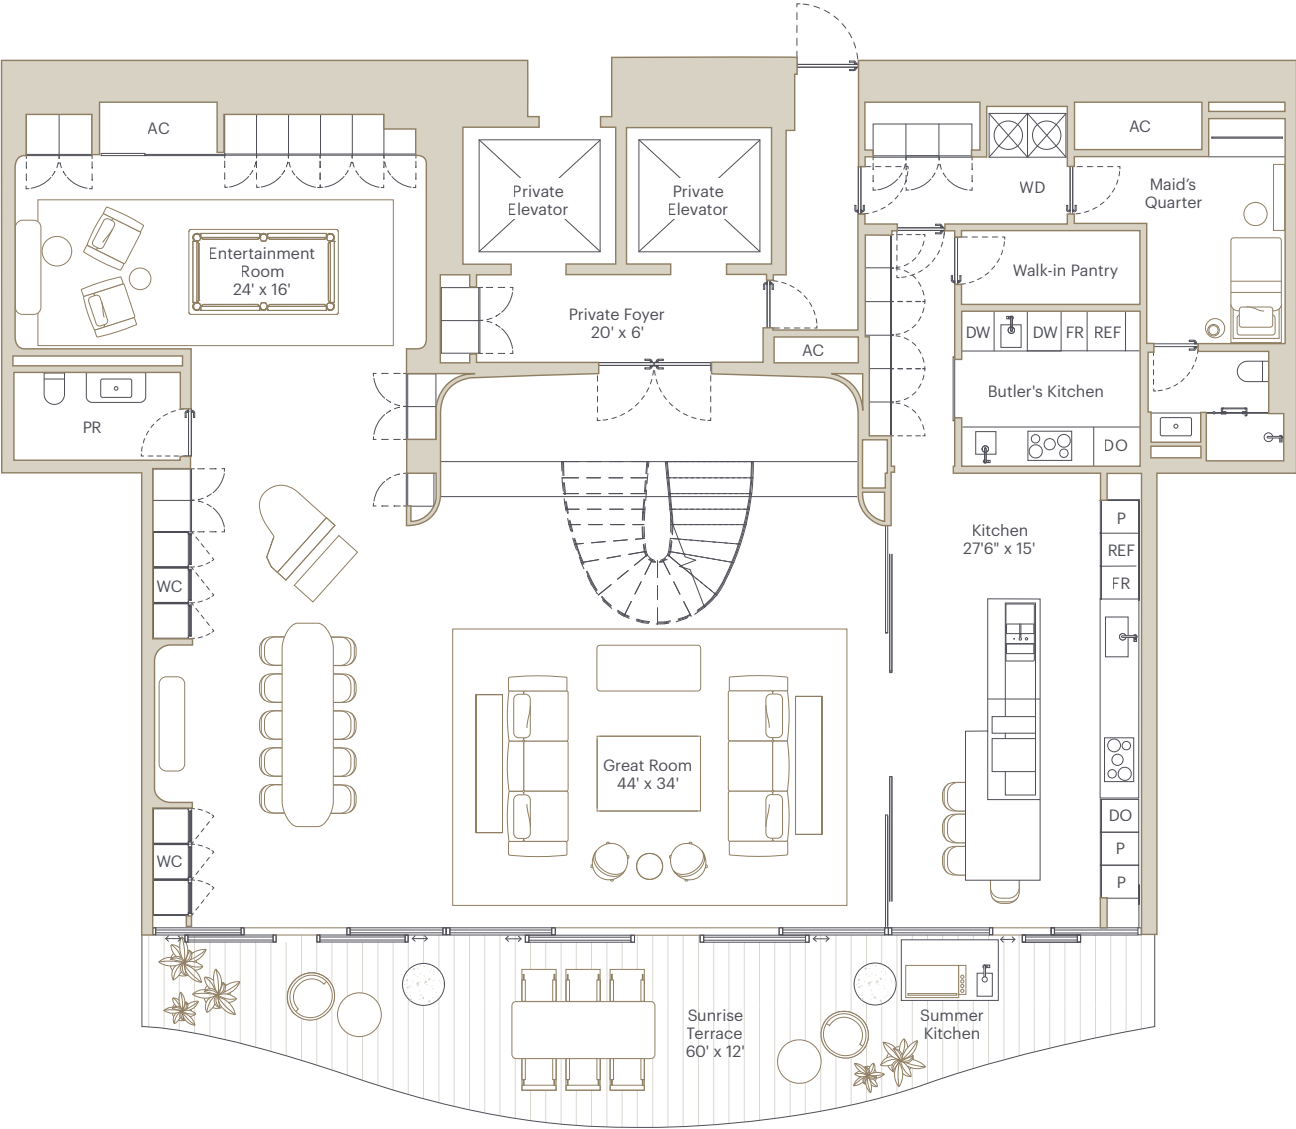 AC
AC
Private
Elevator
Private
Elevator
WD
Maid's
Quarter
Entertainment
Room
24' x 16'
Walk-in Pantry
Private Foyer
20' x 6'
DW
DW
FR
REF
AC
Butler's Kitchen
PR
DO
P
Kitchen
27'6" x 15'
REF
FR
WC
Great Room
44' x 34'
DO
P
WC
P
Sunrise
Terrace
60' x 12'
Summer
Kitchen